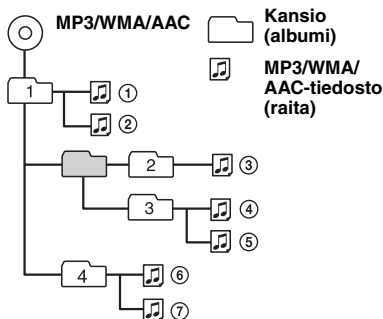 MP3/WMA/AAC
Kansio
(albumi)
MP3/WMA/
AAC-tiedosto
(raita)
1
①
②
2
③
3
④
⑤
4
⑥
⑦